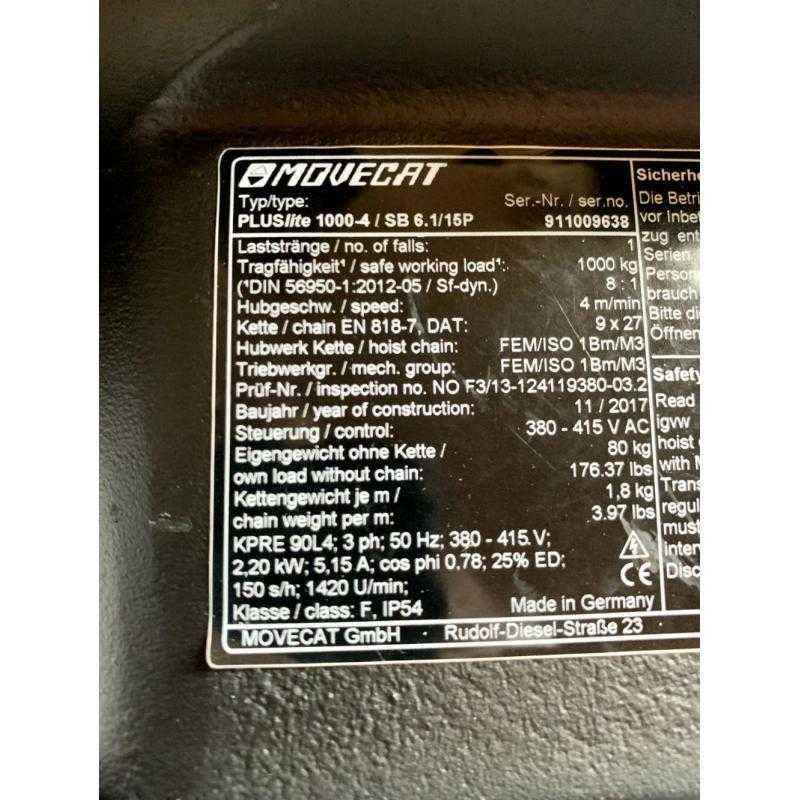 MOVECAT
Typ/type: Ser.-Nr. / ser.no.
PLUSlite 1000-4 / SB 6.1/15P 911009638
Laststränge / no. of falls: 1
Tragfähigkeit¹ / safe working load¹: 1000 kg
(¹DIN 56950-1:2012-05 / Sf-dyn.) 8 : 1
Hubgeschw. / speed: 4 m/min
Kette / chain EN 818-7, DAT: 9 x 27
Hubwerk Kette / hoist chain: FEM/ISO 1Bm/M3
Triebwerkgr. / mech. group: FEM/ISO 1Bm/M3
Prüf-Nr. / inspection no. NO F3/13-124119380-03.2
Baujahr / year of construction: 11 / 2017
Steuerung / control: 380 - 415 V AC
Eigengewicht ohne Kette / 80 kg
own load without chain: 176.37 lbs
Kettengewicht je m / 1,8 kg
chain weight per m: 3.97 lbs
KPRE 90L4; 3 ph; 50 Hz; 380 - 415 V;
2,20 kW; 5,15 A; cos phi 0,78; 25% ED;
150 s/h; 1420 U/min; CE
Klasse / class: F, IP54 Made in Germany
MOVECAT GmbH · Rudolf-Diesel-Straße 23 ·
Sicherhe
Die Betri
vor Inbet
zug ent
Serien
Person
brauch
Bitte di
Öffnen
Safety
Read
igvw
hoist
with M
Trans
regul
must
inten
Disc